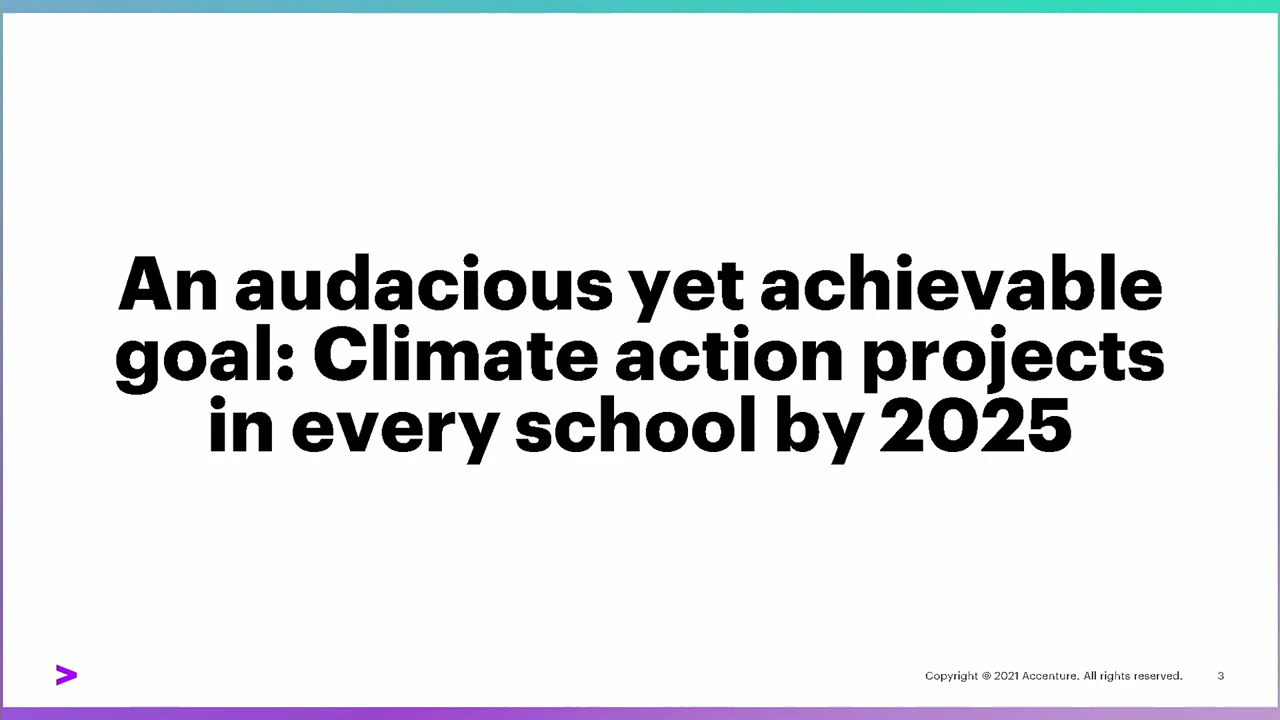 An audacious yet achievable
goal: Climate action projects
in every school by 2025
Copyright © 2021 Accenture. All rights reserved. 3